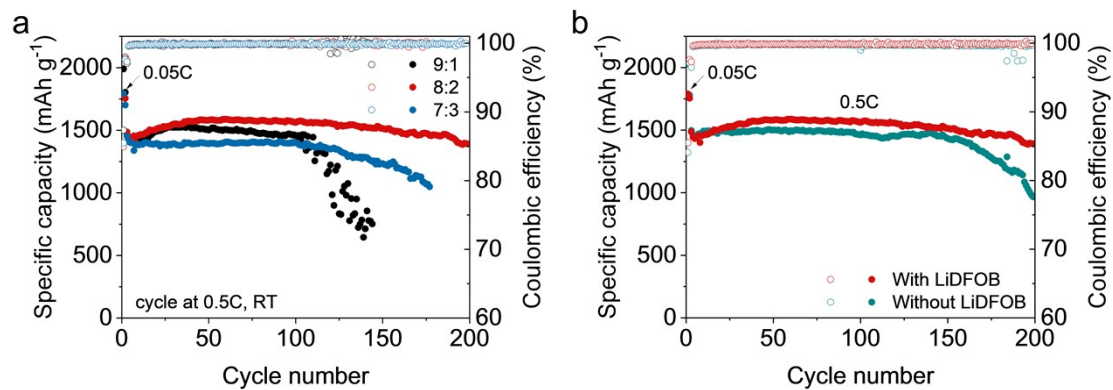 a
Specific capacity (mAh g⁻¹)
2000
1500
1000
500
0
0.05C
9:1
8:2
7:3
cycle at 0.5C, RT
100
90
80
70
60
Coulombic efficiency (%)
0 50 100 150 200
Cycle number
b
Specific capacity (mAh g⁻¹)
2000
1500
1000
500
0
0.05C
0.5C
With LiDFOB
Without LiDFOB
100
90
80
70
60
Coulombic efficiency (%)
0 50 100 150 200
Cycle number